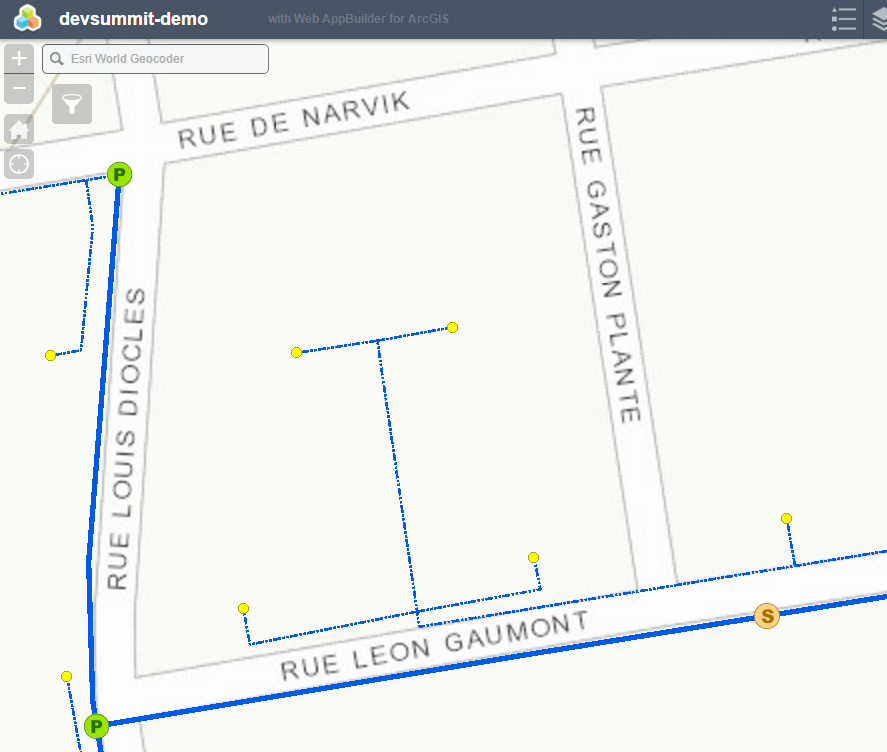 devsummit-demo
with Web AppBuilder for ArcGIS
Esri World Geocoder
RUE DE NARVIK
P
RUE GASTON PLANTE
RUE LOUIS DIOCLES
S
RUE LEON GAUMONT
P